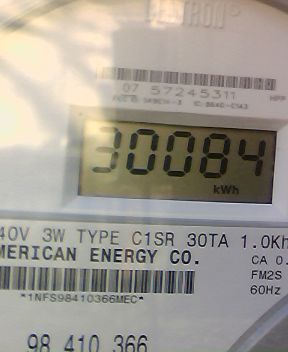 07 57245311
30084
kWh
40V 3W TYPE C1SR 30TA 1.0Kh
MERICAN ENERGY CO.
CA 0.
FM2S
*1NFS98410366MEC*
60Hz
98 410 366